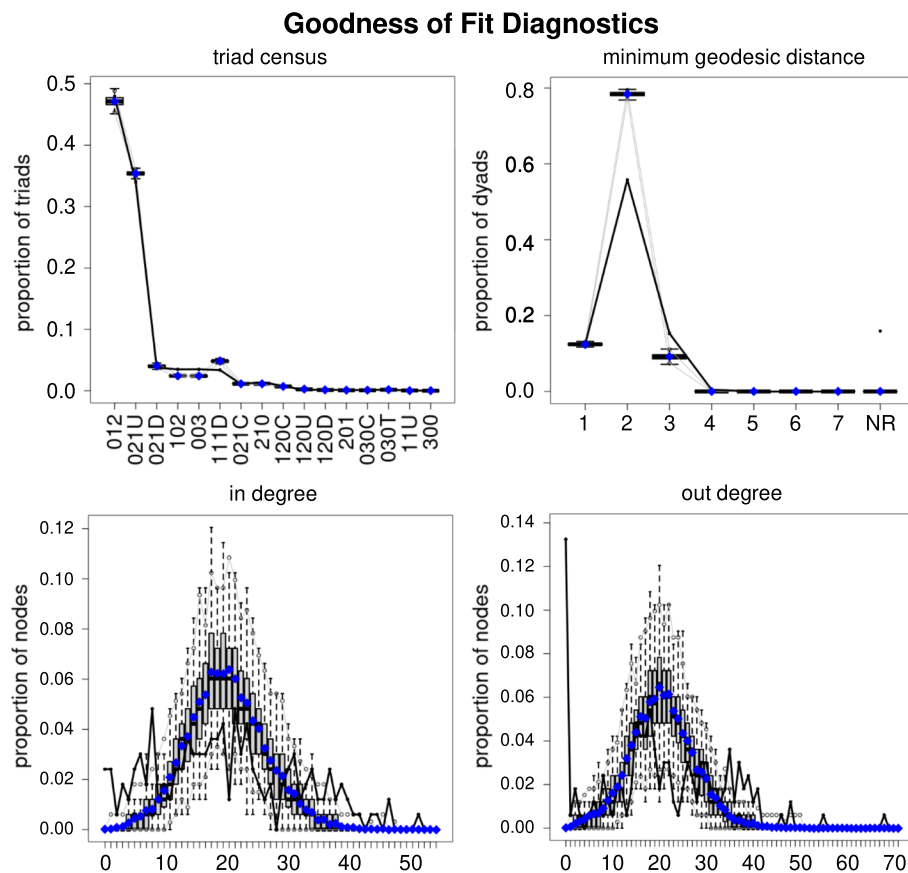 Goodness of Fit Diagnostics
triad census
minimum geodesic distance
proportion of triads
0.5
0.4
0.3
0.2
0.1
0.0
012
021U
021D
102
003
111D
021C
210
120C
120U
120D
201
030C
030T
11U
300
proportion of dyads
0.8
0.6
0.4
0.2
0.0
1 2 3 4 5 6 7 NR
in degree
out degree
proportion of nodes
0.12
0.10
0.08
0.06
0.04
0.02
0.00
0 10 20 30 40 50
proportion of nodes
0.14
0.12
0.10
0.08
0.06
0.04
0.02
0.00
0 10 20 30 40 50 60 70